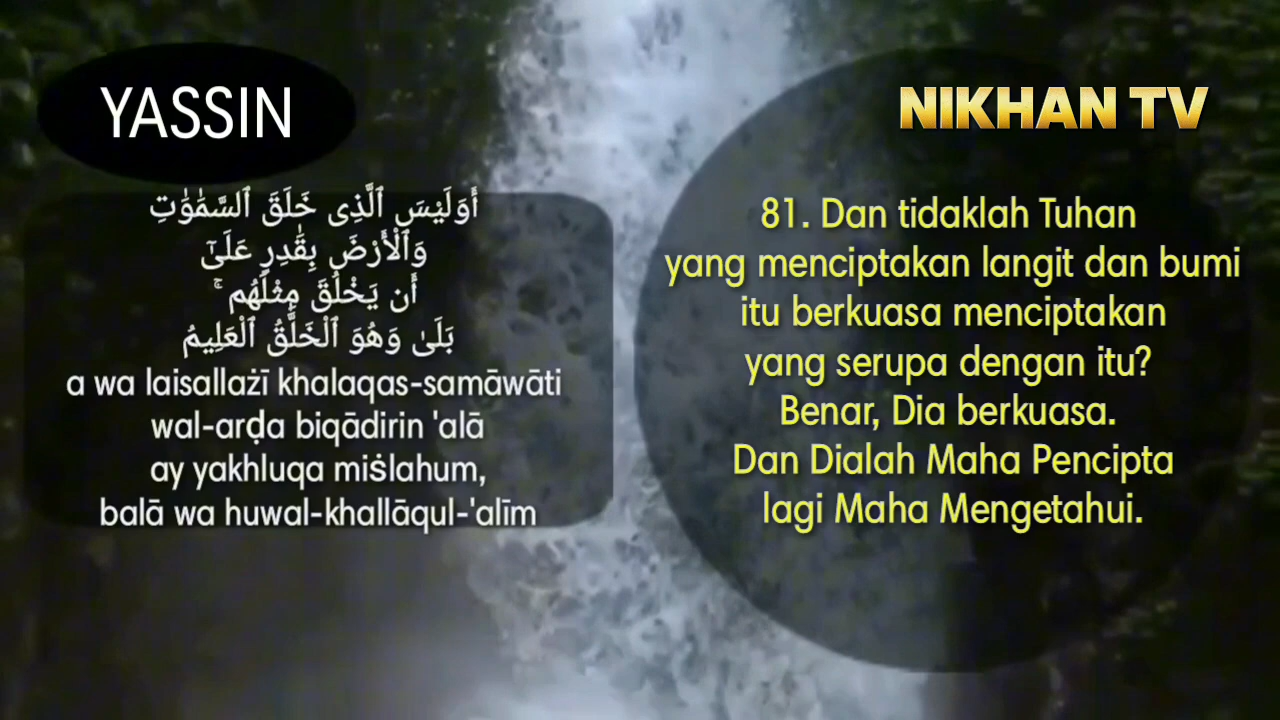 YASSIN
NIKHAN TV
أَوَلَيْسَ ٱلَّذِى خَلَقَ ٱلسَّمَٰوَٰتِ
وَٱلْأَرْضَ بِقَٰدِرٍ عَلَىٰٓ
أَن يَخْلُقَ مِثْلَهُم ۚ
بَلَىٰ وَهُوَ ٱلْخَلَّٰقُ ٱلْعَلِيمُ
a wa laisallażī khalaqas-samāwāti
wal-arḍa biqādirin 'alā
ay yakhluqa miṡlahum,
balā wa huwal-khallāqul-'alīm
81. Dan tidaklah Tuhan
yang menciptakan langit dan bumi
itu berkuasa menciptakan
yang serupa dengan itu?
Benar, Dia berkuasa.
Dan Dialah Maha Pencipta
lagi Maha Mengetahui.